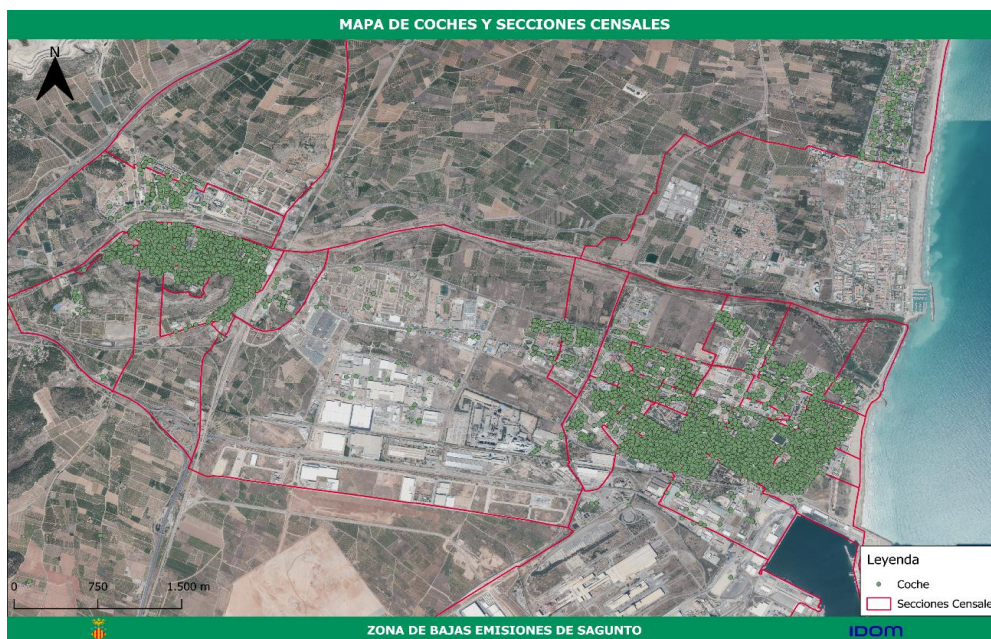 MAPA DE COCHES Y SECCIONES CENSALES
N
0 750 1.500 m
Leyenda
Coche
Secciones Censale
ZONA DE BAJAS EMISIONES DE SAGUNTO
IDOM